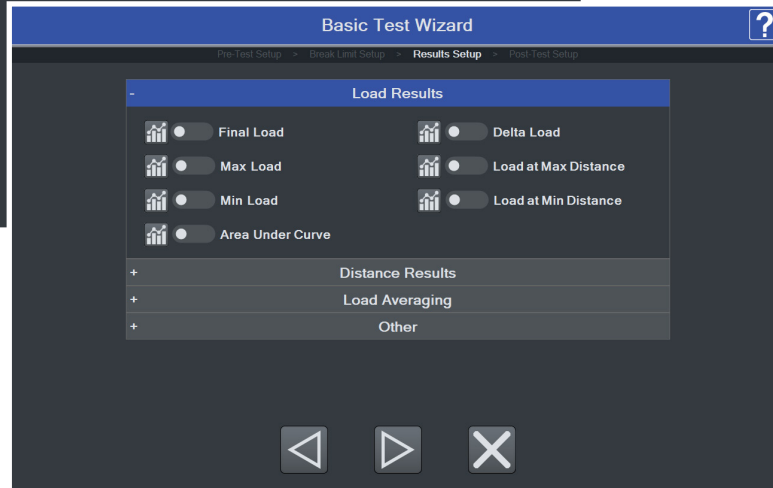 Basic Test Wizard
?
Pre-Test Setup > Break Limit Setup > Results Setup > Post-Test Setup
- Load Results
Final Load Delta Load
Max Load Load at Max Distance
Min Load Load at Min Distance
Area Under Curve
+ Distance Results
+ Load Averaging
+ Other